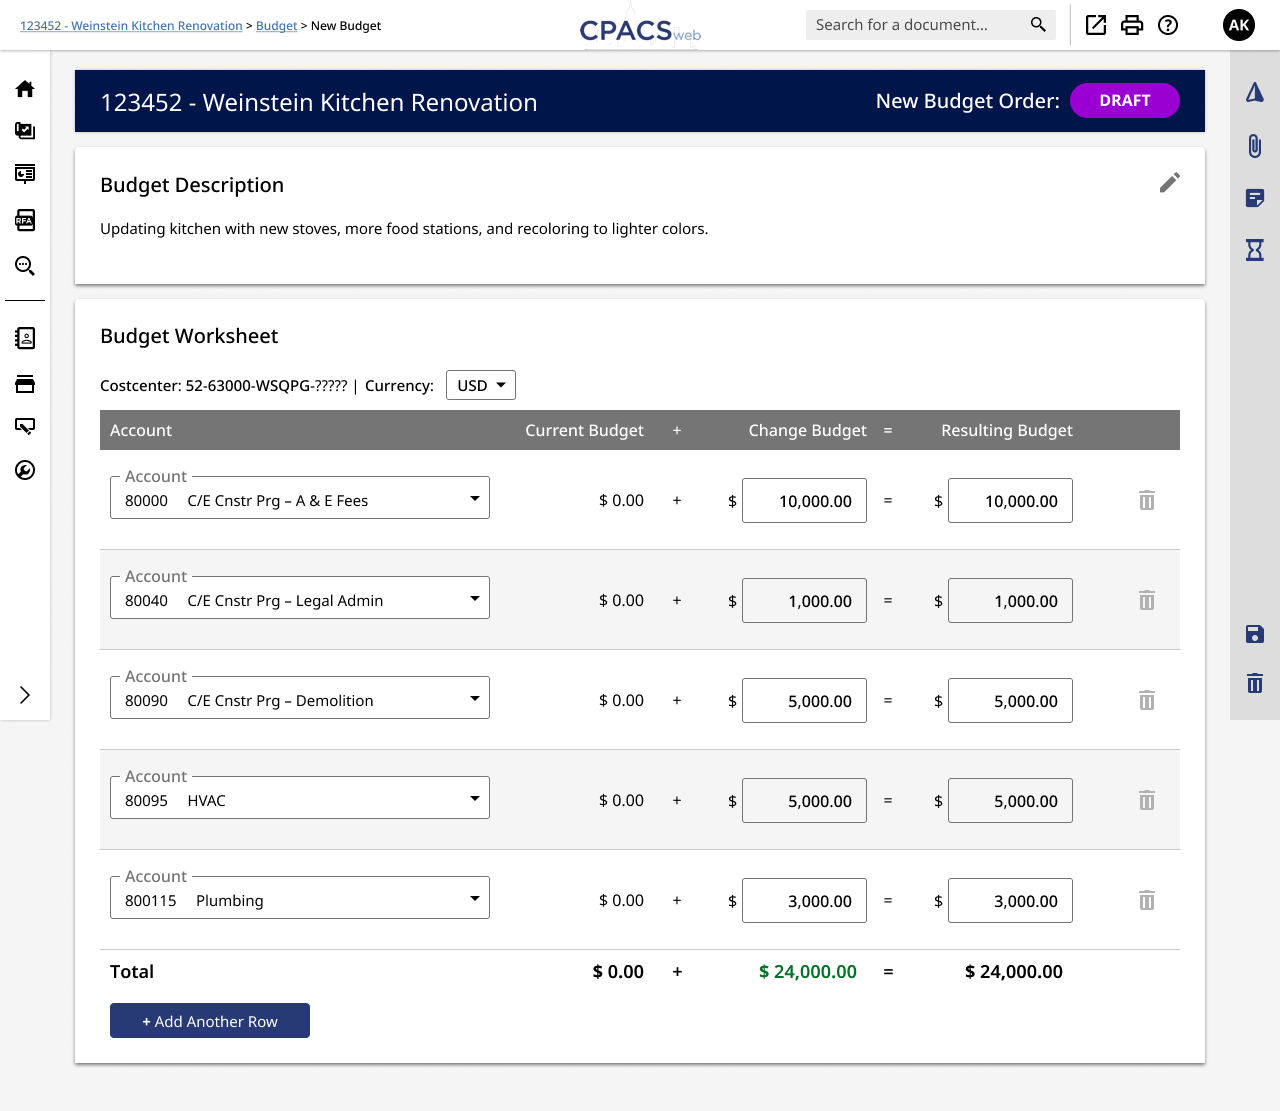 123452 - Weinstein Kitchen Renovation > Budget > New Budget
CPACS web
Search for a document...
AK
123452 - Weinstein Kitchen Renovation
New Budget Order: DRAFT
Budget Description
Updating kitchen with new stoves, more food stations, and recoloring to lighter colors.
RFA
Budget Worksheet
Costcenter: 52-63000-WSQPG-????? | Currency: USD
Account Current Budget + Change Budget = Resulting Budget
Account
80000 C/E Cnstr Prg – A & E Fees $ 0.00 + $ 10,000.00 = $ 10,000.00
Account
80040 C/E Cnstr Prg – Legal Admin $ 0.00 + $ 1,000.00 = $ 1,000.00
Account
80090 C/E Cnstr Prg – Demolition $ 0.00 + $ 5,000.00 = $ 5,000.00
Account
80095 HVAC $ 0.00 + $ 5,000.00 = $ 5,000.00
Account
800115 Plumbing $ 0.00 + $ 3,000.00 = $ 3,000.00
Total $ 0.00 + $ 24,000.00 = $ 24,000.00
+ Add Another Row